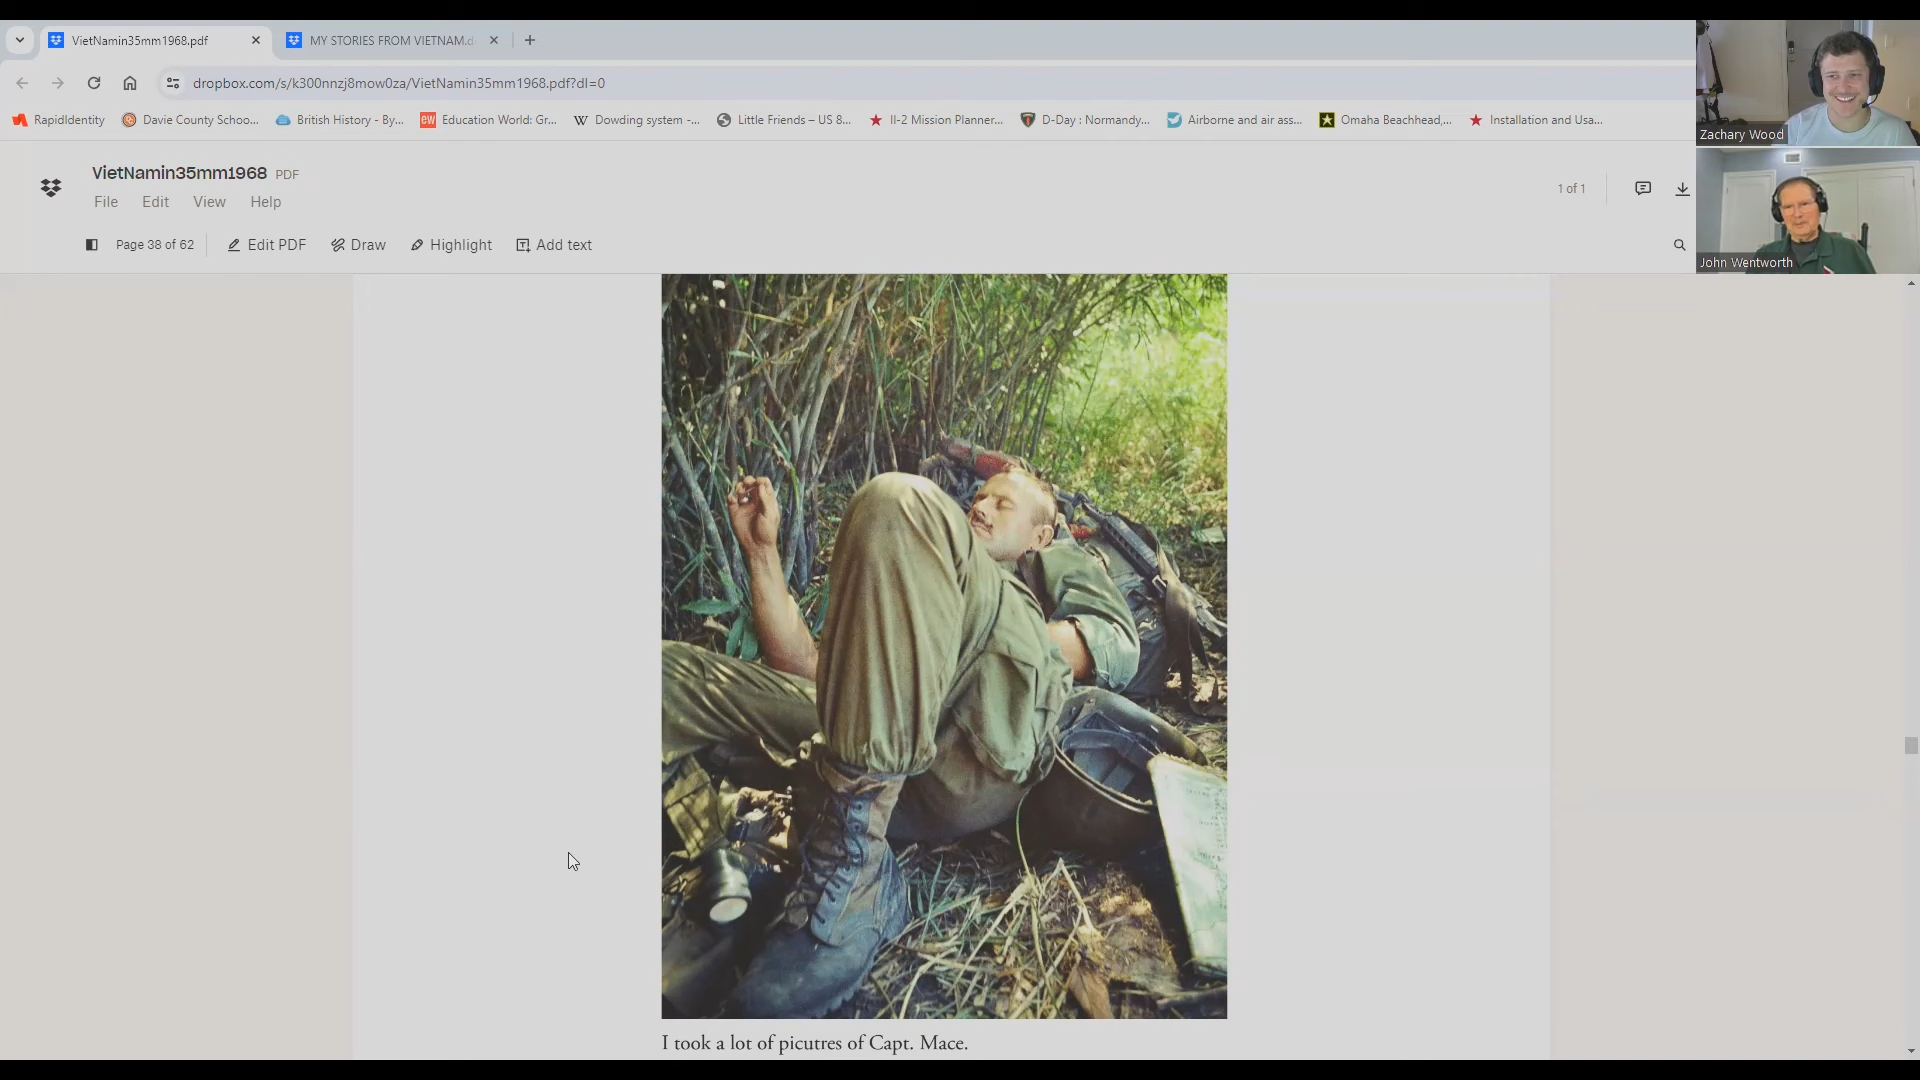 VietNamin35mm1968.pdf
MY STORIES FROM VIETNAM.d
dropbox.com/s/k300nnzj8mow0za/VietNamin35mm1968.pdf?dl=0
RapidIdentity
Davie County Schoo...
British History - By...
ew Education World: Gr...
W Dowding system -...
Little Friends – US 8...
Il-2 Mission Planner...
D-Day : Normandy...
Airborne and air ass...
Omaha Beachhead,...
Installation and Usa...
Zachary Wood
John Wentworth
VietNamin35mm1968 PDF
File Edit View Help
1 of 1
Page 38 of 62
Edit PDF
Draw
Highlight
Add text
I took a lot of picutres of Capt. Mace.